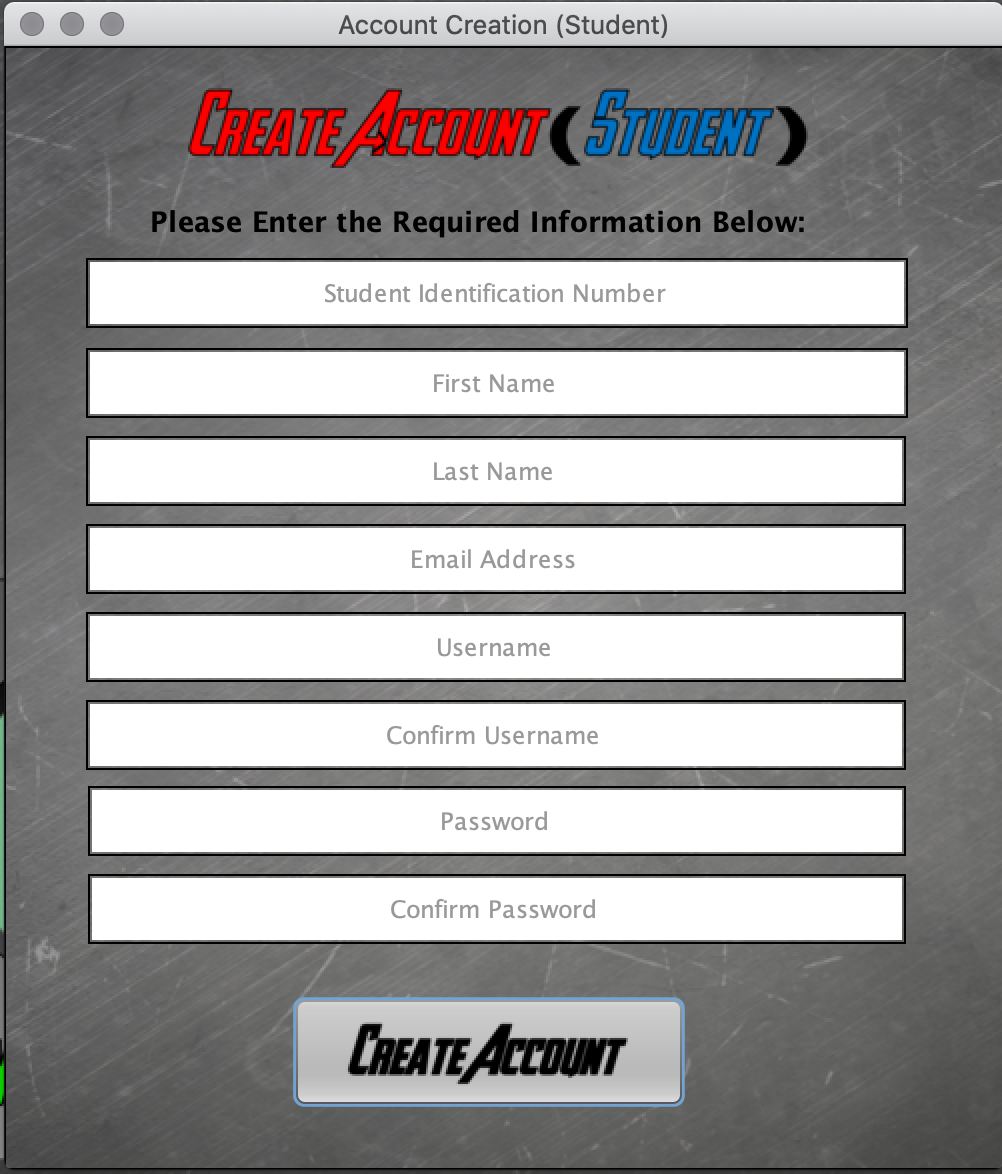 Account Creation (Student)
Create Account (Student)
Please Enter the Required Information Below:
Student Identification Number
First Name
Last Name
Email Address
Username
Confirm Username
Password
Confirm Password
Create Account